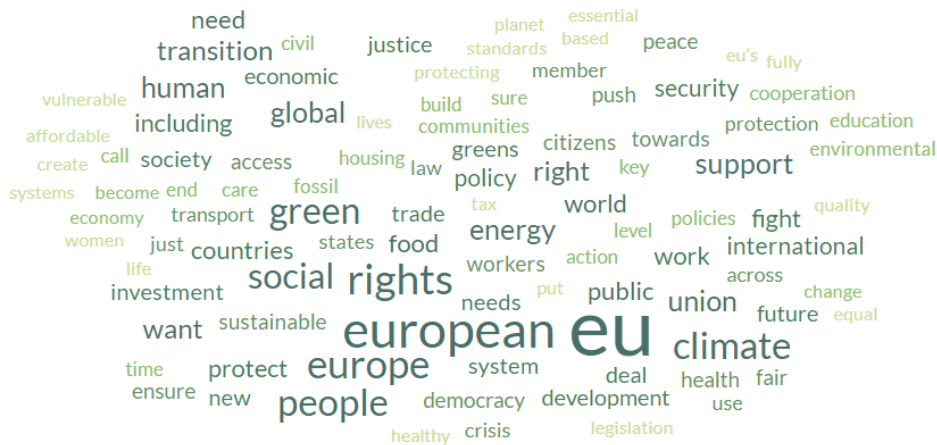 need planet essential
transition civil justice standards based peace eu's fully
human economic protecting member
vulnerable global build sure push security cooperation
affordable including lives communities protection education
create call society access housing law greens citizens towards environmental
systems become end care fossil policy right key support
economy transport green trade tax world policies fight quality
women just countries states food energy level international
life social rights workers action work across
investment needs put public union change
want sustainable european eu future equal
time protect europe system climate
ensure new people democracy development deal health fair
use
healthy crisis legislation